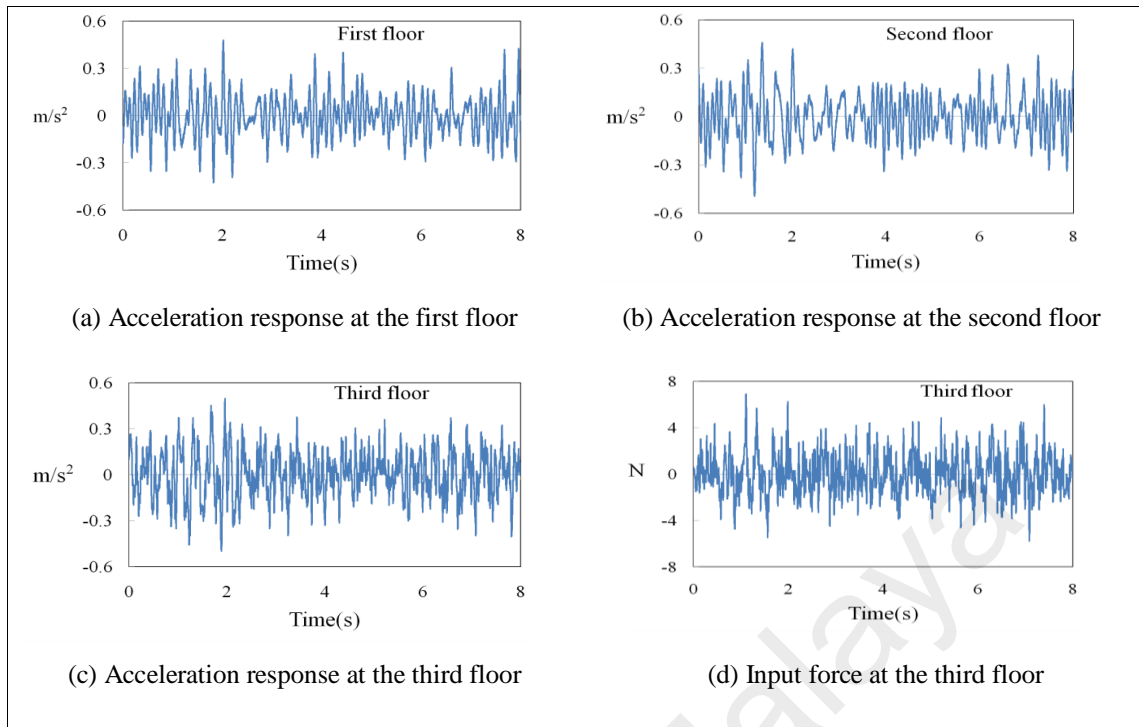 First floor
0.6
0.3
0
-0.3
-0.6
m/s²
0 2 4 6 8
Time(s)
(a) Acceleration response at the first floor
Second floor
0.6
0.3
0
-0.3
-0.6
m/s²
0 2 4 6 8
Time(s)
(b) Acceleration response at the second floor
Third floor
0.6
0.3
0
-0.3
-0.6
m/s²
0 2 4 6 8
Time(s)
(c) Acceleration response at the third floor
Third floor
8
4
0
-4
-8
N
0 2 4 6 8
Time(s)
(d) Input force at the third floor
alaya